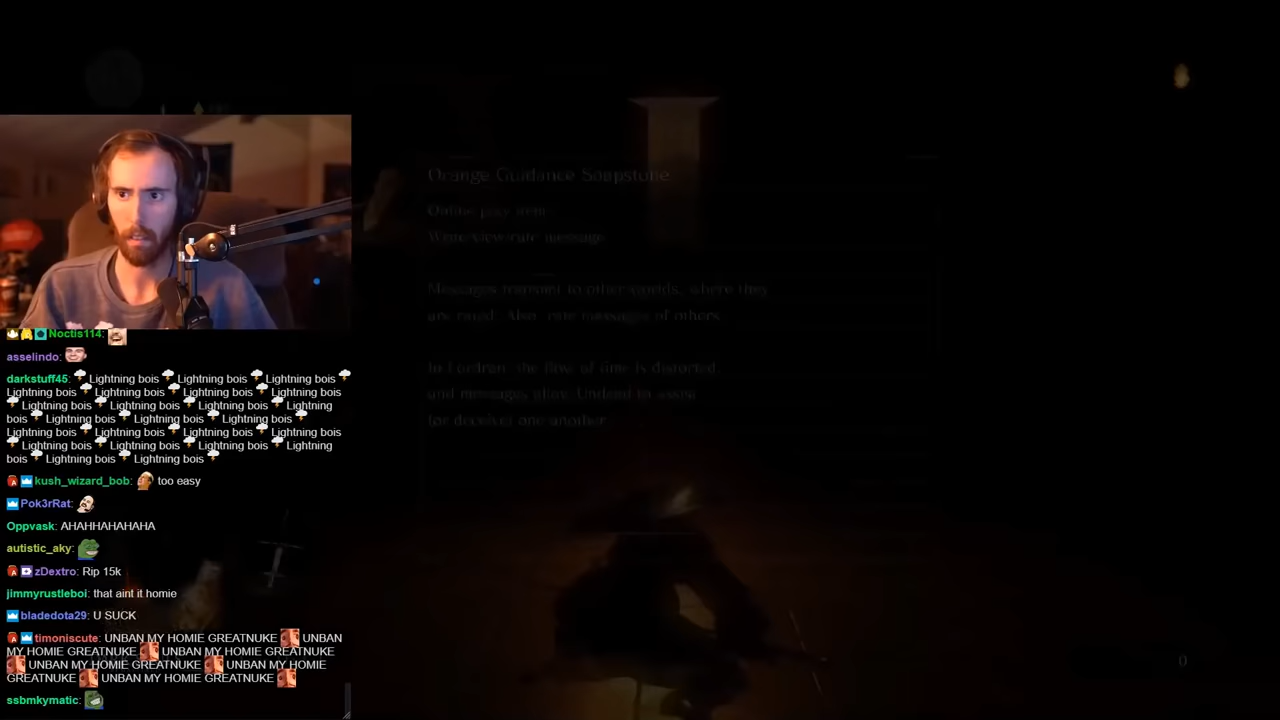 Orange Guidance Soapstone
Online play item.
Write/view/rate message.
Messages transmit to other worlds, where they
are rated. Also, rate messages of others.
In Lordran, the flow of time is distorted,
and messages allow Undead to assist
(or deceive) one another.
Noctis114:
asselindo:
darkstuff45: Lightning bois Lightning bois Lightning bois
Lightning bois Lightning bois Lightning bois Lightning bois
Lightning bois Lightning bois Lightning bois Lightning
bois Lightning bois Lightning bois Lightning bois
Lightning bois Lightning bois Lightning bois Lightning bois
Lightning bois Lightning bois Lightning bois Lightning
bois Lightning bois Lightning bois
kush_wizard_bob: too easy
Pok3rRat:
Oppvask: AHAHHAHAHAHA
autistic_aky:
zDextro: Rip 15k
jimmyrustleboi: that aint it homie
bladedota29: U SUCK
timoniscute: UNBAN MY HOMIE GREATNUKE UNBAN
MY HOMIE GREATNUKE UNBAN MY HOMIE GREATNUKE
UNBAN MY HOMIE GREATNUKE UNBAN MY HOMIE
GREATNUKE UNBAN MY HOMIE GREATNUKE
ssbmkymatic:
0